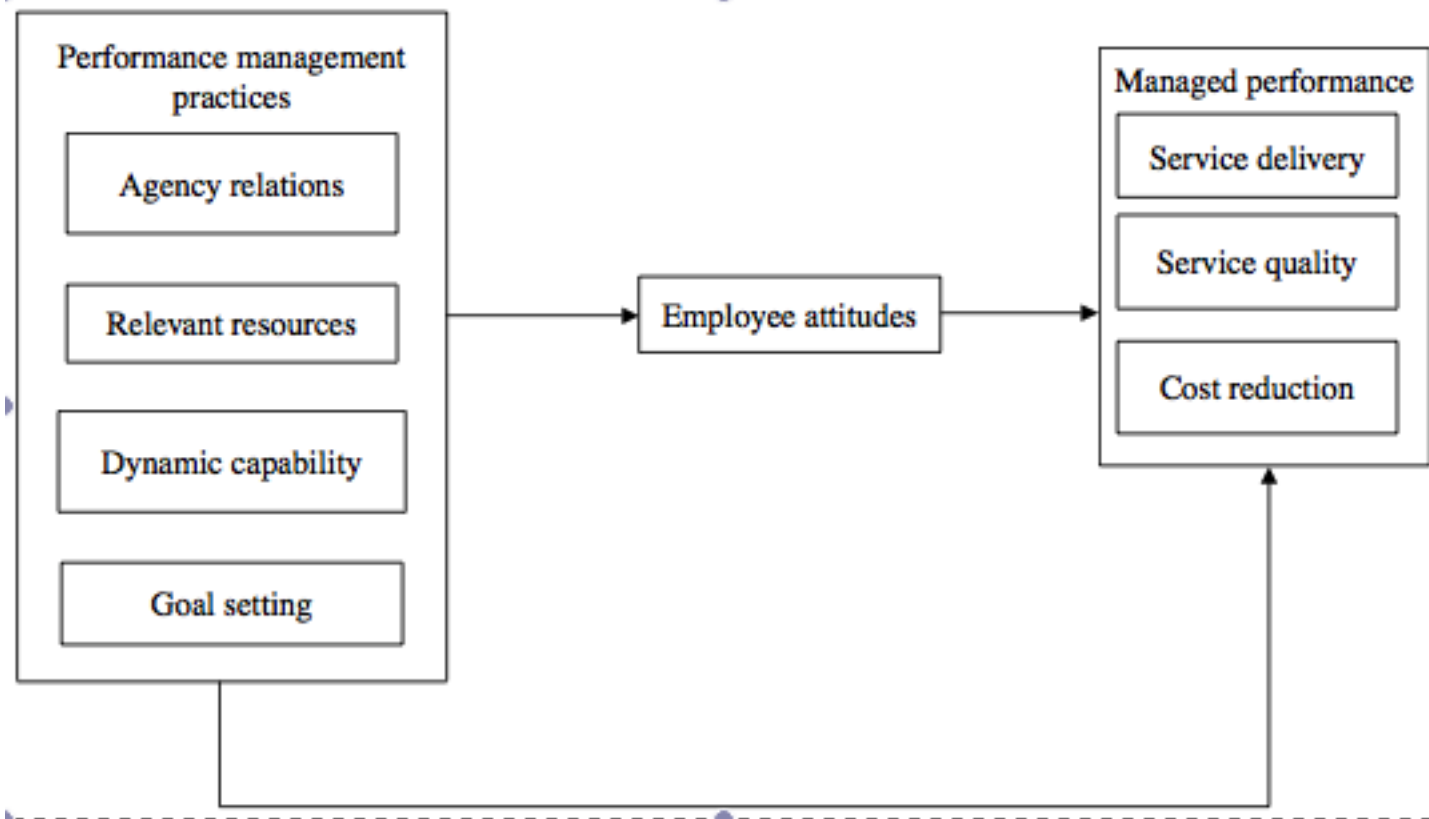 Performance management
practices
Agency relations
Relevant resources
Dynamic capability
Goal setting
Employee attitudes
Managed performance
Service delivery
Service quality
Cost reduction